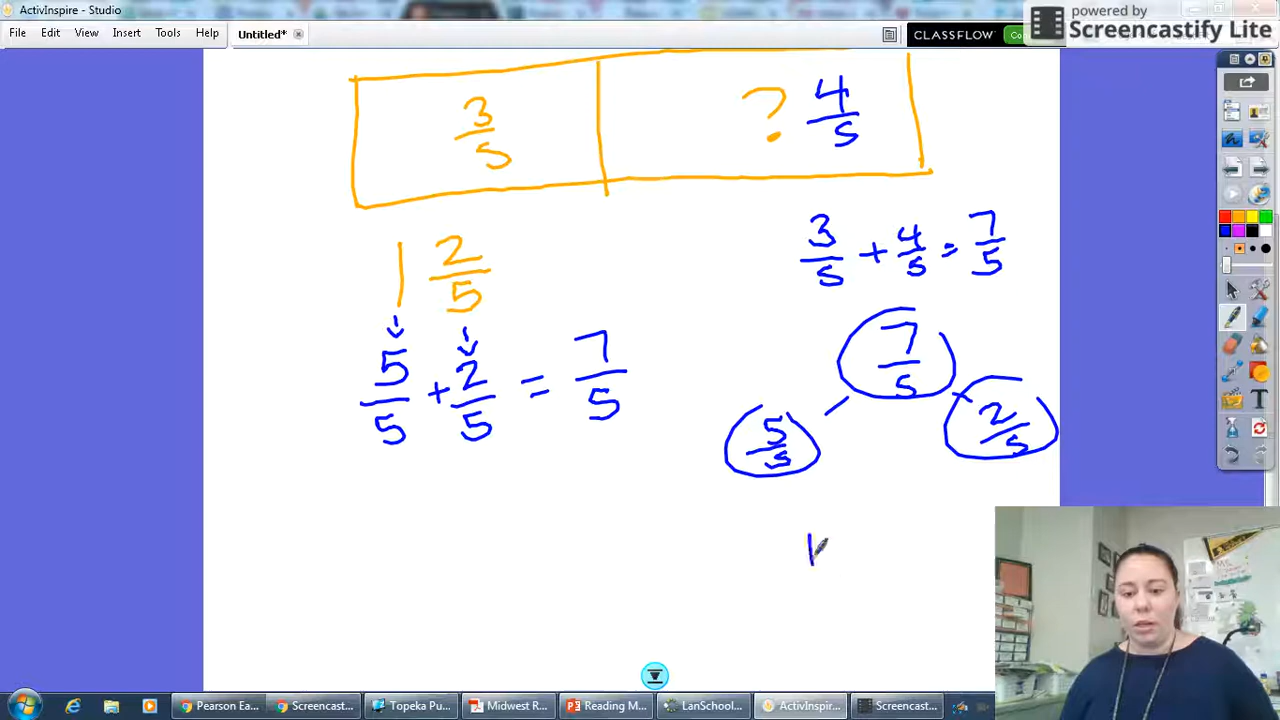 ActivInspire - Studio
powered by
Screencastify Lite
File Edit View Insert Tools Help
Untitled*
CLASSFLOW
3/5 ? 4/5
3/5 + 4/5 = 7/5
1 2/5
5/5 + 2/5 = 7/5
7/5
5/5 2/5
1
Pearson Ea...
Screencast...
Topeka Pu...
Midwest R...
Reading M...
LanSchool...
ActivInspir...
Screencast...